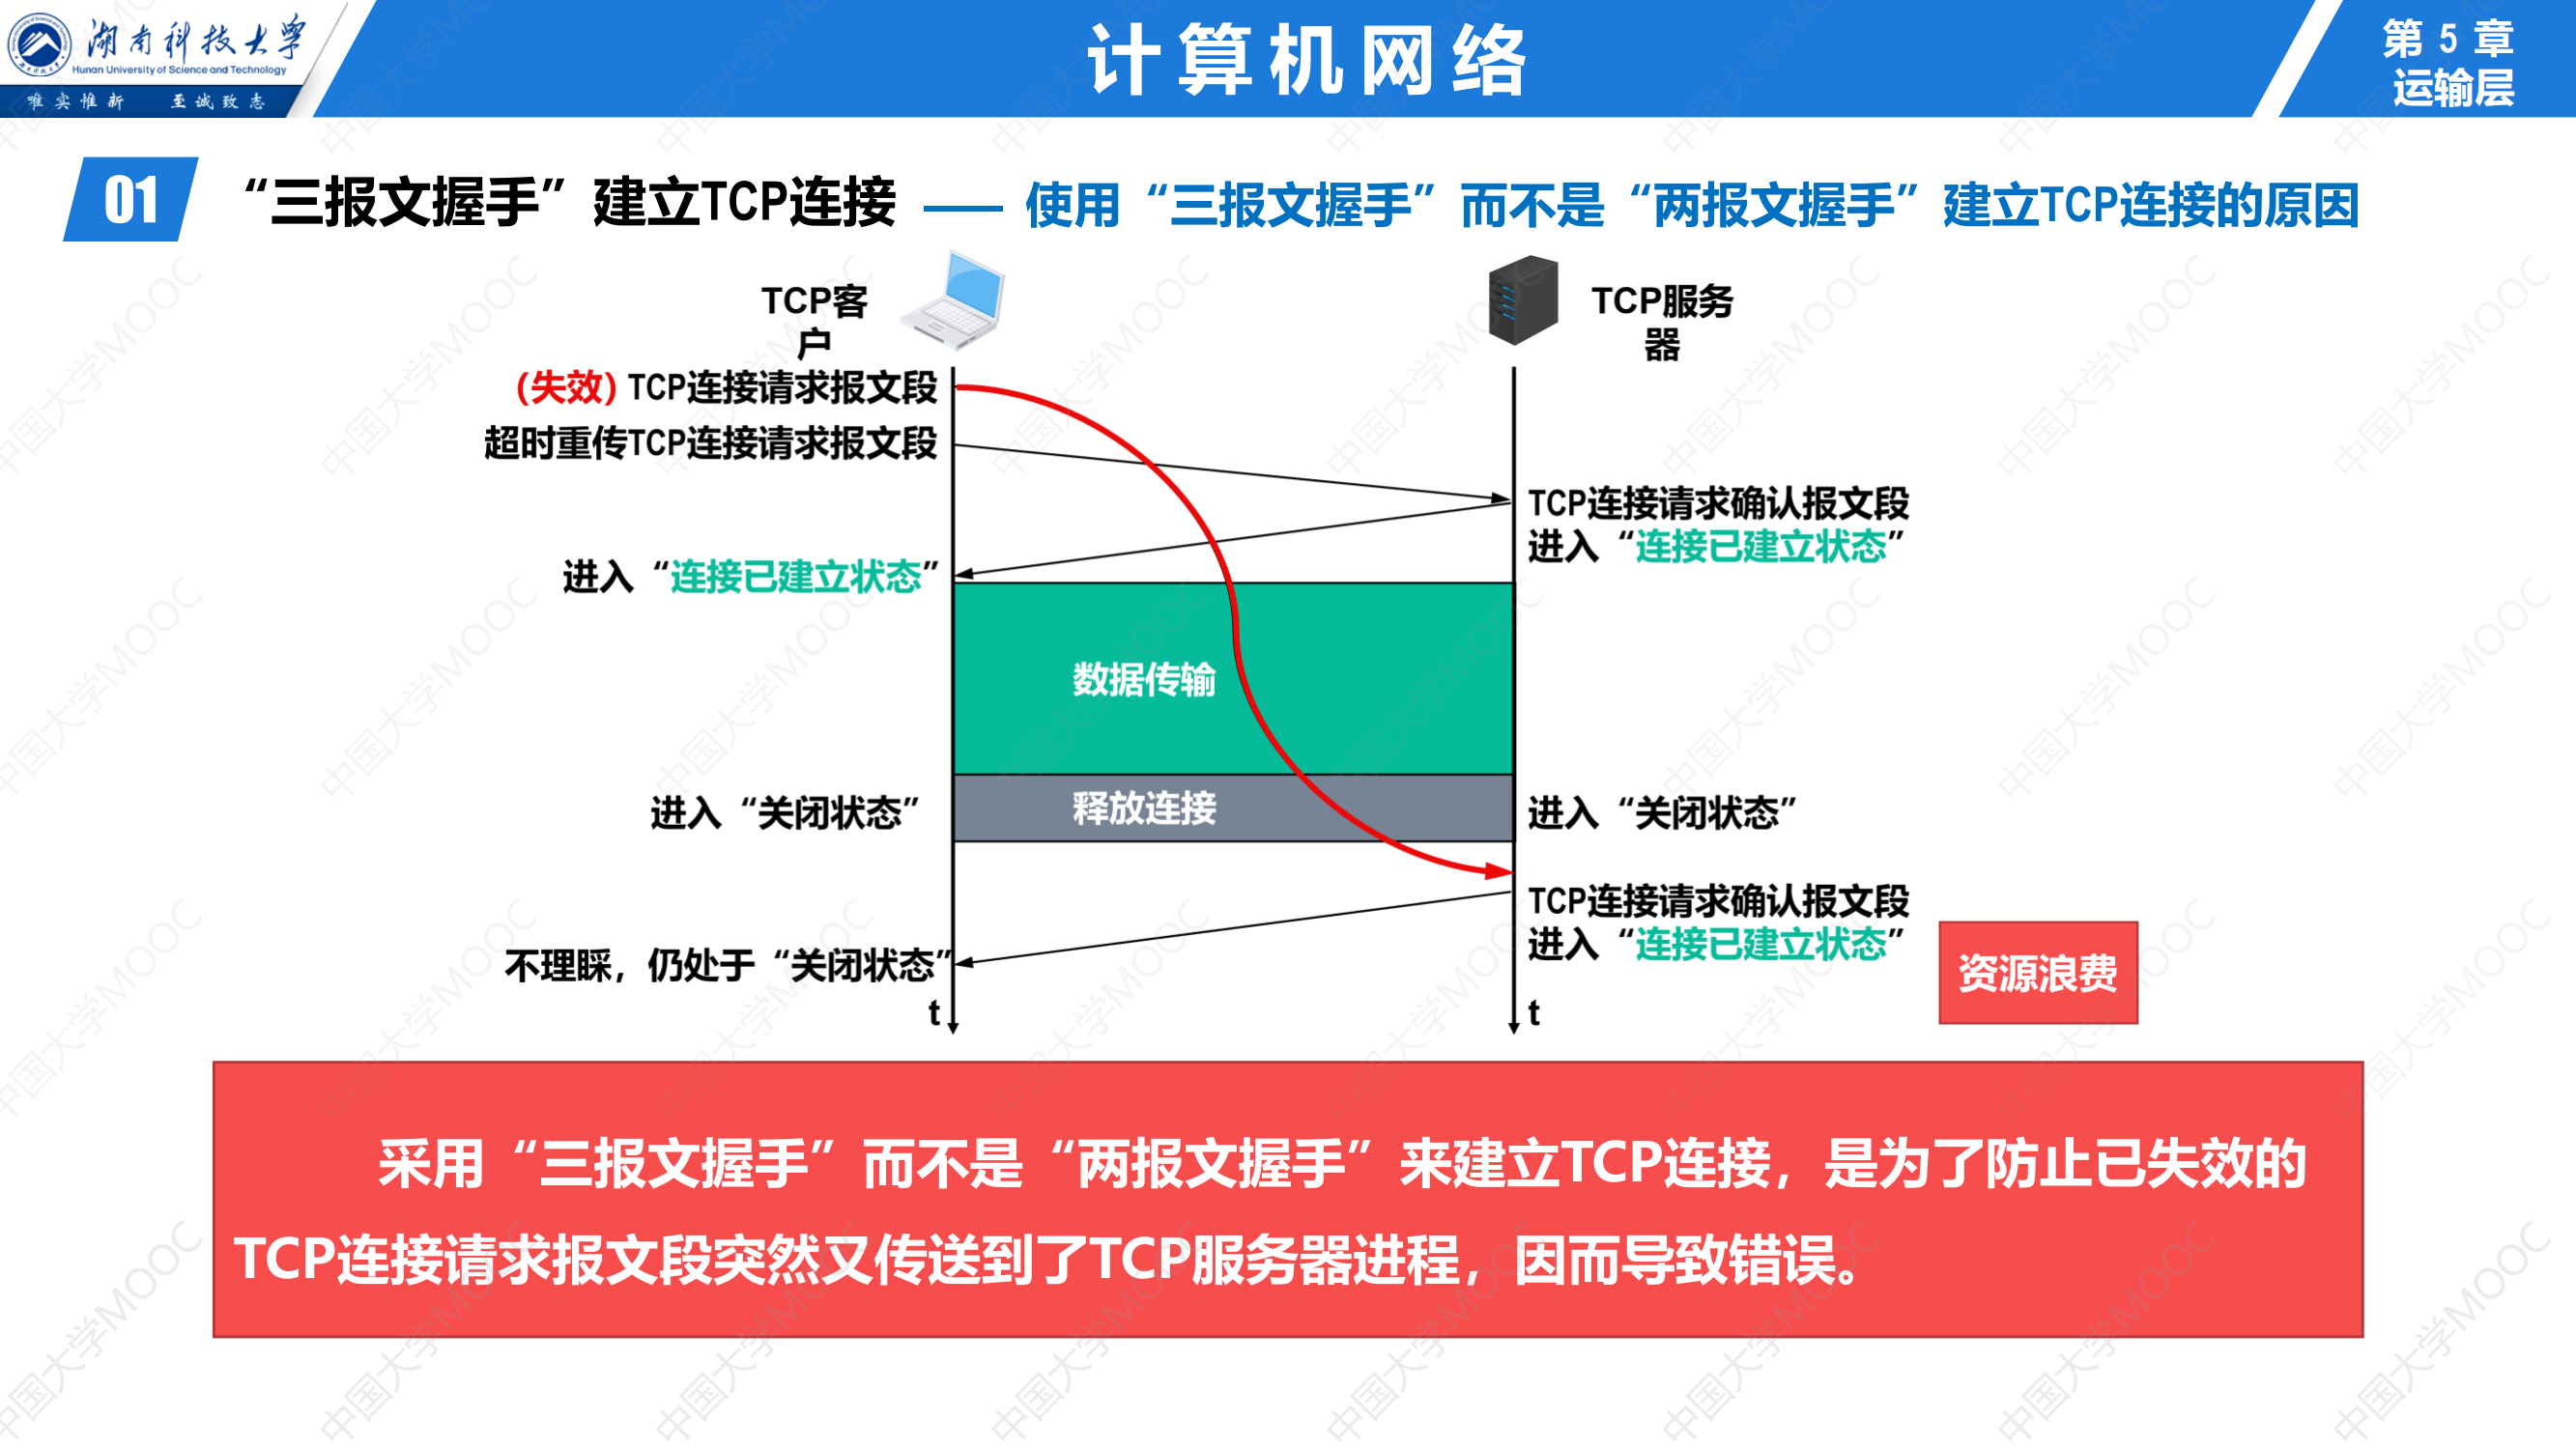 湖南科技大学
Hunan University of Science and Technology
唯实惟新 至诚致志
计算机网络
第 5 章
运输层
01
“三报文握手”建立TCP连接 —— 使用“三报文握手”而不是“两报文握手”建立TCP连接的原因
TCP客
户
TCP服务
器
(失效)TCP连接请求报文段
超时重传TCP连接请求报文段
TCP连接请求确认报文段
进入“连接已建立状态”
进入“连接已建立状态”
数据传输
释放连接
进入“关闭状态”
进入“关闭状态”
TCP连接请求确认报文段
进入“连接已建立状态”
不理睬，仍处于“关闭状态”
资源浪费
t
t
采用“三报文握手”而不是“两报文握手”来建立TCP连接，是为了防止已失效的
TCP连接请求报文段突然又传送到了TCP服务器进程，因而导致错误。
中国大学MOOC